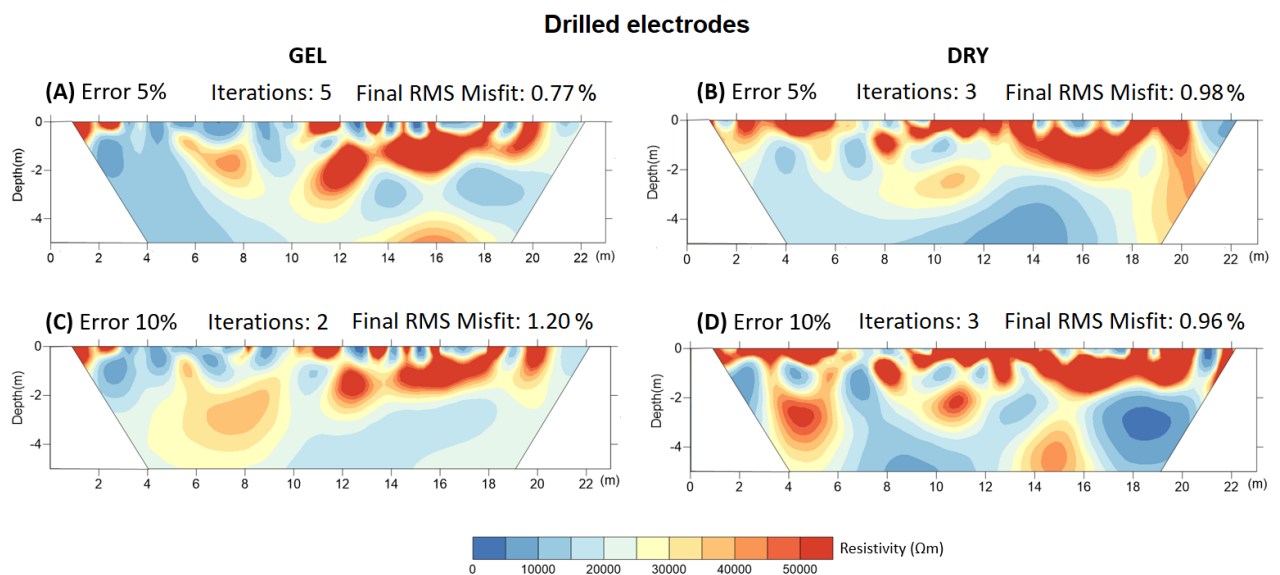 Drilled electrodes
GEL
DRY
(A) Error 5% Iterations: 5 Final RMS Misfit: 0.77 %
(B) Error 5% Iterations: 3 Final RMS Misfit: 0.98 %
Depth(m)
0
-2
-4
0 2 4 6 8 10 12 14 16 18 20 22 (m)
Depth(m)
0
-2
-4
0 2 4 6 8 10 12 14 16 18 20 22 (m)
(C) Error 10% Iterations: 2 Final RMS Misfit: 1.20 %
(D) Error 10% Iterations: 3 Final RMS Misfit: 0.96 %
Depth(m)
0
-2
-4
2 4 6 8 10 12 14 16 18 20 22 (m)
Depth(m)
0
-2
-4
0 2 4 6 8 10 12 14 16 18 20 22 (m)
Resistivity (Ωm)
0 10000 20000 30000 40000 50000